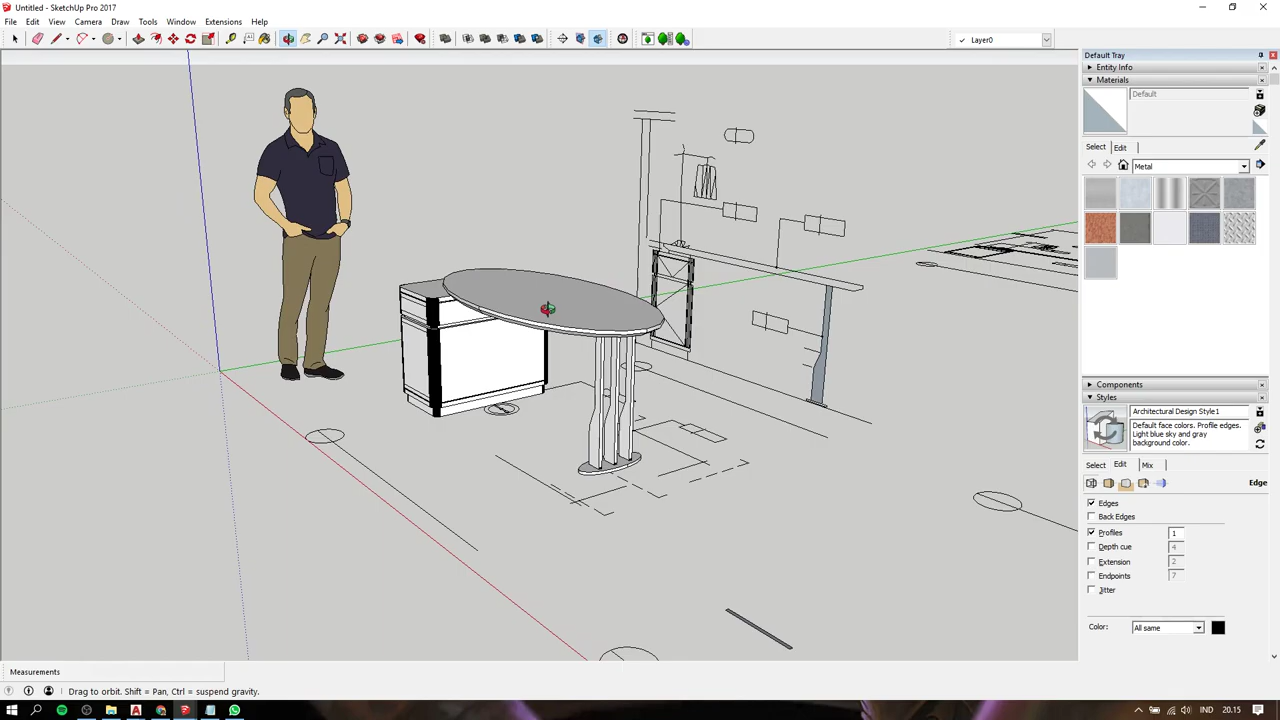 Untitled - SketchUp Pro 2017
File Edit View Camera Draw Tools Window Extensions Help
Layer0
Default Tray
Entity Info
Materials
Default
Select Edit
Metal
Components
Styles
Architectural Design Style1
Default face colors. Profile edges.
Light blue sky and gray
background color.
Select Edit Mix
Edge
Edges
Back Edges
Profiles 1
Depth cue 4
Extension 2
Endpoints 7
Jitter
Color: All same
Measurements
Drag to orbit. Shift = Pan, Ctrl = suspend gravity.
IND 20.15